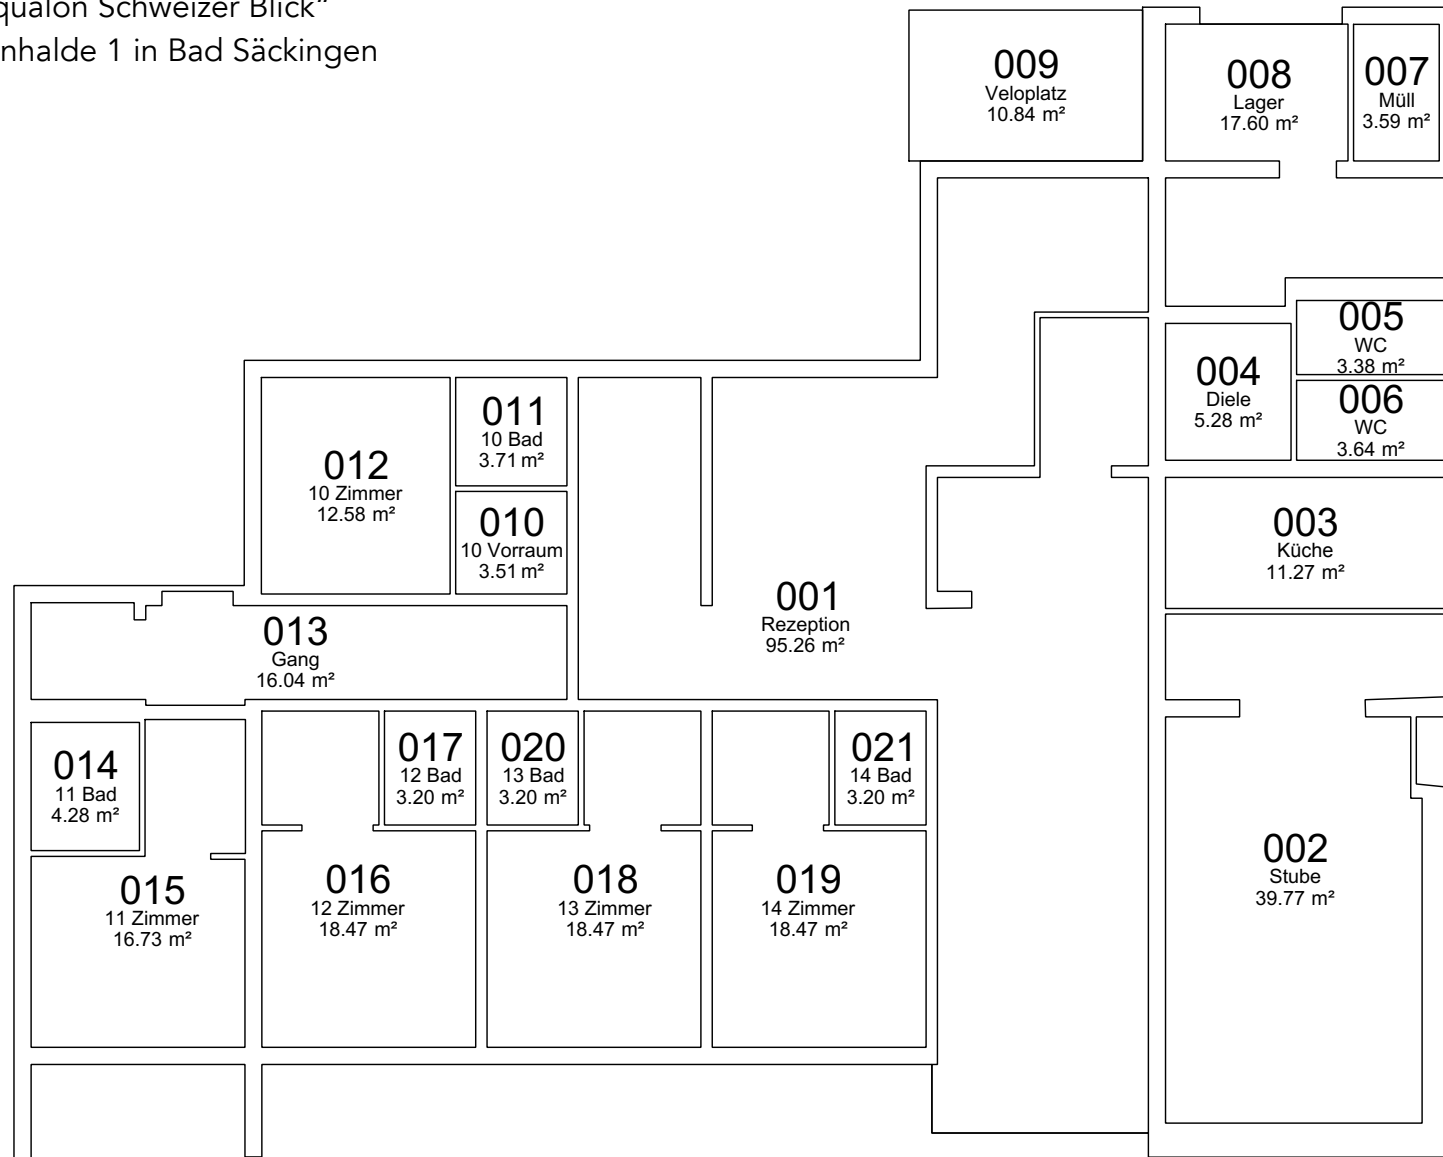 qualon Schweizer Blick"
nhalde 1 in Bad Säckingen
009
Veloplatz
10.84 m²
008
Lager
17.60 m²
007
Müll
3.59 m²
005
WC
3.38 m²
004
Diele
5.28 m²
006
WC
3.64 m²
011
10 Bad
3.71 m²
012
10 Zimmer
12.58 m²
010
10 Vorraum
3.51 m²
003
Küche
11.27 m²
001
Rezeption
95.26 m²
013
Gang
16.04 m²
014
11 Bad
4.28 m²
017
12 Bad
3.20 m²
020
13 Bad
3.20 m²
021
14 Bad
3.20 m²
015
11 Zimmer
16.73 m²
016
12 Zimmer
18.47 m²
018
13 Zimmer
18.47 m²
019
14 Zimmer
18.47 m²
002
Stube
39.77 m²